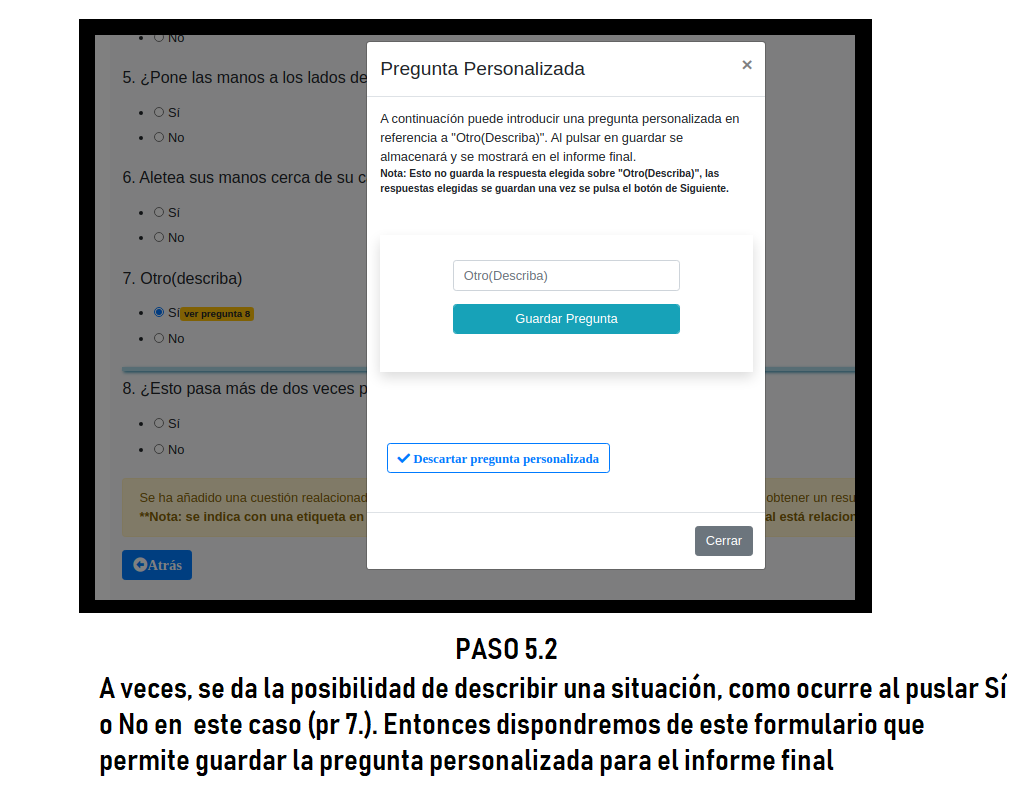 No
5. ¿Pone las manos a los lados de
Sí
No
6. Aletea sus manos cerca de su c
Sí
No
7. Otro(describa)
Sí ver pregunta 8
No
8. ¿Esto pasa más de dos veces p
Sí
No
Se ha añadido una cuestión realacionad
obtener un resu
**Nota: se indica con una etiqueta en
al está relacion
Atrás
Pregunta Personalizada
×
A continuación puede introducir una pregunta personalizada en
referencia a "Otro(Describa)". Al pulsar en guardar se
almacenará y se mostrará en el informe final.
Nota: Esto no guarda la respuesta elegida sobre "Otro(Describa)", las
respuestas elegidas se guardan una vez se pulsa el botón de Siguiente.
Otro(Describa)
Guardar Pregunta
Descartar pregunta personalizada
Cerrar
PASO 5.2
A veces, se da la posibilidad de describir una situación, como ocurre al puslar Sí
o No en este caso (pr 7.). Entonces dispondremos de este formulario que
permite guardar la pregunta personalizada para el informe final